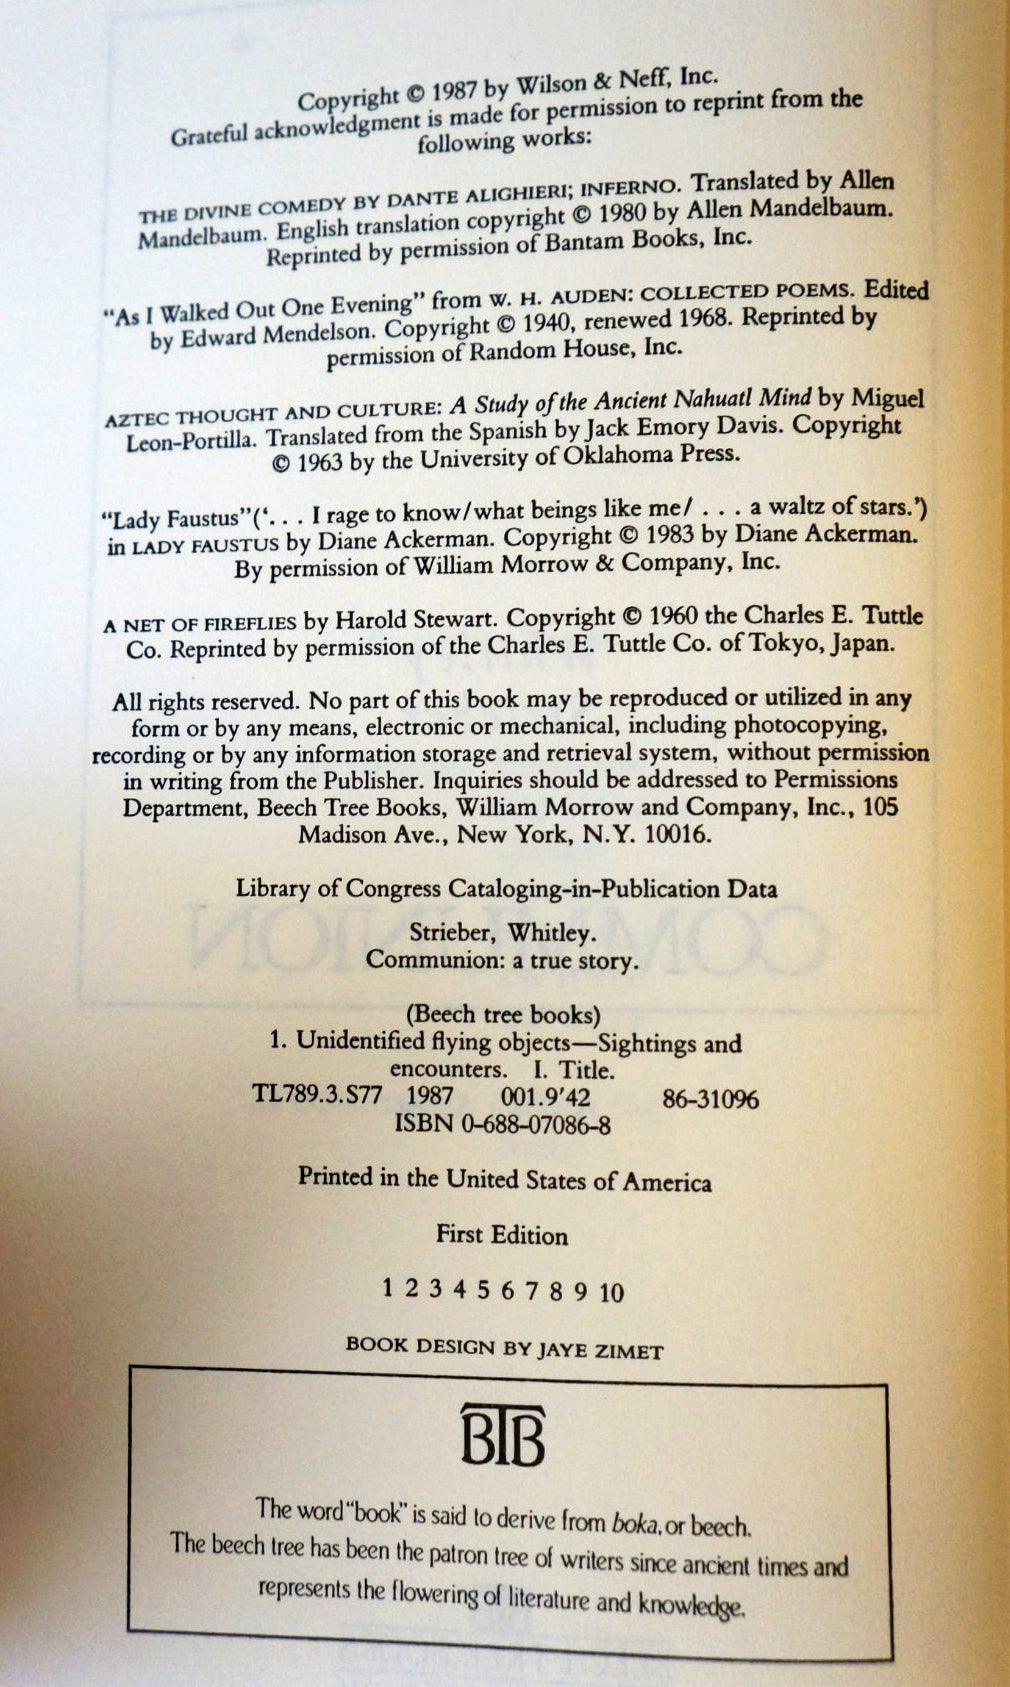 Copyright © 1987 by Wilson & Neff, Inc.
Grateful acknowledgment is made for permission to reprint from the
following works:
THE DIVINE COMEDY BY DANTE ALIGHIERI; INFERNO. Translated by Allen
Mandelbaum. English translation copyright © 1980 by Allen Mandelbaum.
Reprinted by permission of Bantam Books, Inc.
“As I Walked Out One Evening” from W. H. AUDEN: COLLECTED POEMS. Edited
by Edward Mendelson. Copyright © 1940, renewed 1968. Reprinted by
permission of Random House, Inc.
AZTEC THOUGHT AND CULTURE: A Study of the Ancient Nahuatl Mind by Miguel
Leon-Portilla. Translated from the Spanish by Jack Emory Davis. Copyright
© 1963 by the University of Oklahoma Press.
“Lady Faustus”(‘. . . I rage to know/what beings like me/ . . . a waltz of stars.’)
in LADY FAUSTUS by Diane Ackerman. Copyright © 1983 by Diane Ackerman.
By permission of William Morrow & Company, Inc.
A NET OF FIREFLIES by Harold Stewart. Copyright © 1960 the Charles E. Tuttle
Co. Reprinted by permission of the Charles E. Tuttle Co. of Tokyo, Japan.
All rights reserved. No part of this book may be reproduced or utilized in any
form or by any means, electronic or mechanical, including photocopying,
recording or by any information storage and retrieval system, without permission
in writing from the Publisher. Inquiries should be addressed to Permissions
Department, Beech Tree Books, William Morrow and Company, Inc., 105
Madison Ave., New York, N.Y. 10016.
Library of Congress Cataloging-in-Publication Data
Strieber, Whitley.
Communion: a true story.
(Beech tree books)
1. Unidentified flying objects—Sightings and
encounters. I. Title.
TL789.3.S77 1987 001.9′42 86-31096
ISBN 0-688-07086-8
Printed in the United States of America
First Edition
1 2 3 4 5 6 7 8 9 10
BOOK DESIGN BY JAYE ZIMET
BTB
The word “book” is said to derive from boka, or beech.
The beech tree has been the patron tree of writers since ancient times and
represents the flowering of literature and knowledge.